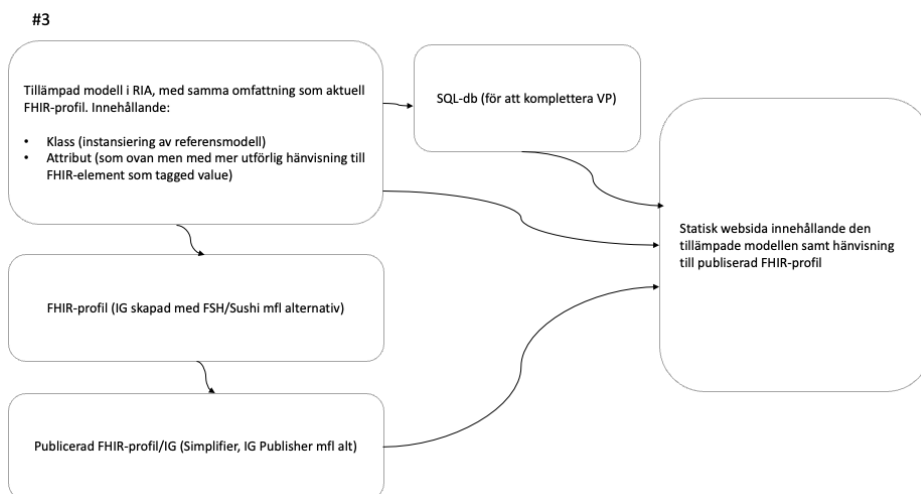 #3
Tillämpad modell i RIA, med samma omfattning som aktuell
FHIR-profil. Innehållande:
• Klass (instansiering av referensmodell)
• Attribut (som ovan men med mer utförlig hänvisning till
FHIR-element som tagged value)
SQL-db (för att komplettera VP)
Statisk websida innehållande den
tillämpade modellen samt hänvisning
till publiserad FHIR-profil
FHIR-profil (IG skapad med FSH/Sushi mfl alternativ)
Publicerad FHIR-profil/IG (Simplifier, IG Publisher mfl alt)